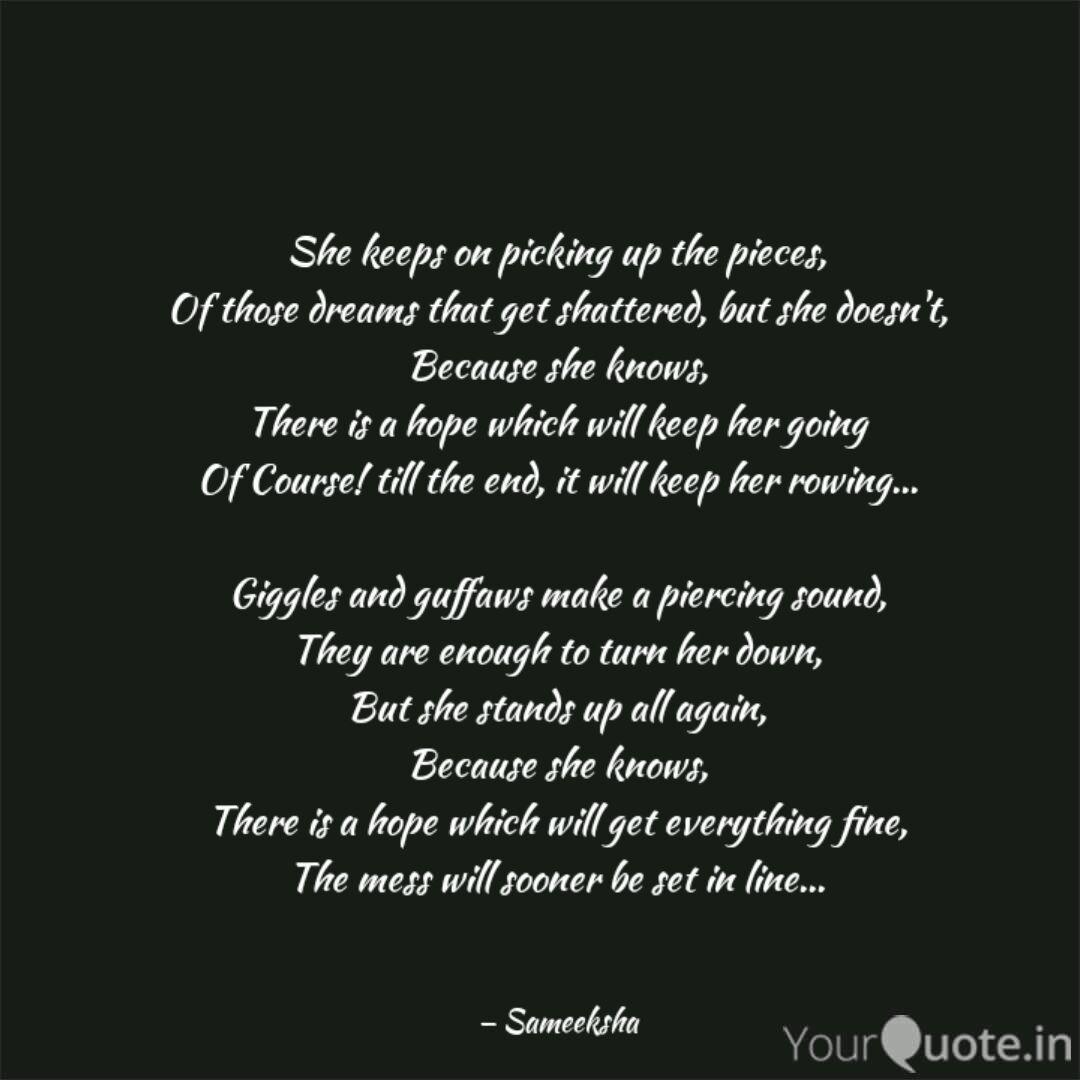 She keeps on picking up the pieces,
Of those dreams that get shattered, but she doesn't,
Because she knows,
There is a hope which will keep her going
Of Course! till the end, it will keep her rowing...
Giggles and guffaws make a piercing sound,
They are enough to turn her down,
But she stands up all again,
Because she knows,
There is a hope which will get everything fine,
The mess will sooner be set in line...
– Sameeksha
YourQuote.in